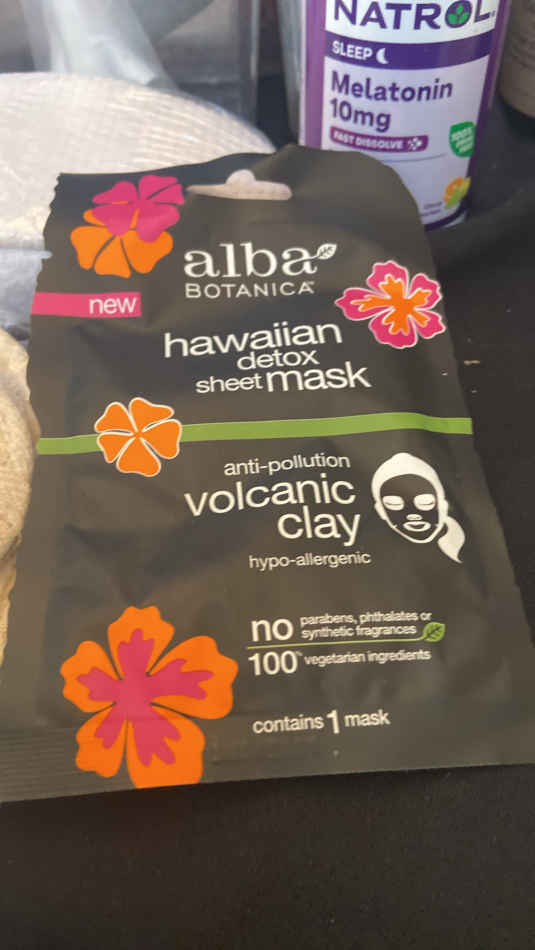 NATROL.
SLEEP
Melatonin
10mg
FAST DISSOLVE
100%
alba
BOTANICA
new
hawaiian
detox
sheet mask
anti-pollution
volcanic
clay
hypo-allergenic
no parabens, phthalates or
synthetic fragrances
100% vegetarian ingredients
contains 1 mask